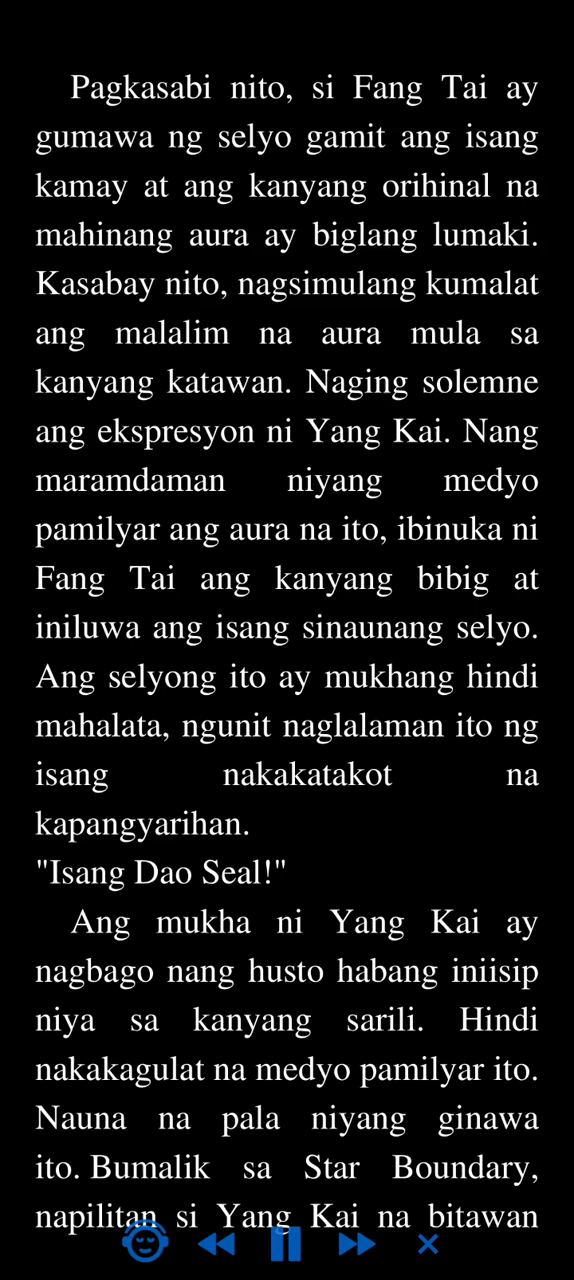 Pagkasabi nito, si Fang Tai ay
gumawa ng selyo gamit ang isang
kamay at ang kanyang orihinal na
mahinang aura ay biglang lumaki.
Kasabay nito, nagsimulang kumalat
ang malalim na aura mula sa
kanyang katawan. Naging solemne
ang ekspresyon ni Yang Kai. Nang
maramdaman niyang medyo
pamilyar ang aura na ito, ibinuka ni
Fang Tai ang kanyang bibig at
iniluwa ang isang sinaunang selyo.
Ang selyong ito ay mukhang hindi
mahalata, ngunit naglalaman ito ng
isang nakakatakot na
kapangyarihan.
"Isang Dao Seal!"
Ang mukha ni Yang Kai ay
nagbago nang husto habang iniisip
niya sa kanyang sarili. Hindi
nakakagulat na medyo pamilyar ito.
Nauna na pala niyang ginawa
ito. Bumalik sa Star Boundary,
napilitan si Yang Kai na bitawan